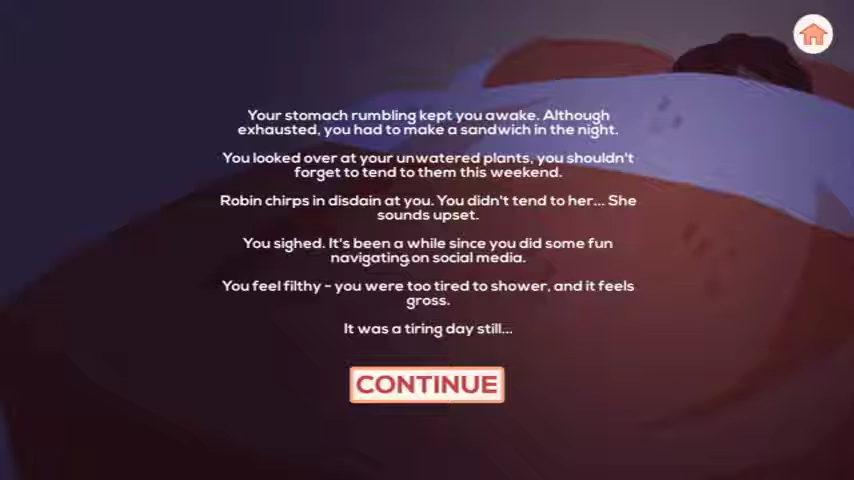 Your stomach rumbling kept you awake. Although
exhausted, you had to make a sandwich in the night.
You looked over at your unwatered plants, you shouldn't
forget to tend to them this weekend.
Robin chirps in disdain at you. You didn't tend to her... She
sounds upset.
You sighed. It's been a while since you did some fun
navigating on social media.
You feel filthy - you were too tired to shower, and it feels
gross.
It was a tiring day still...
CONTINUE